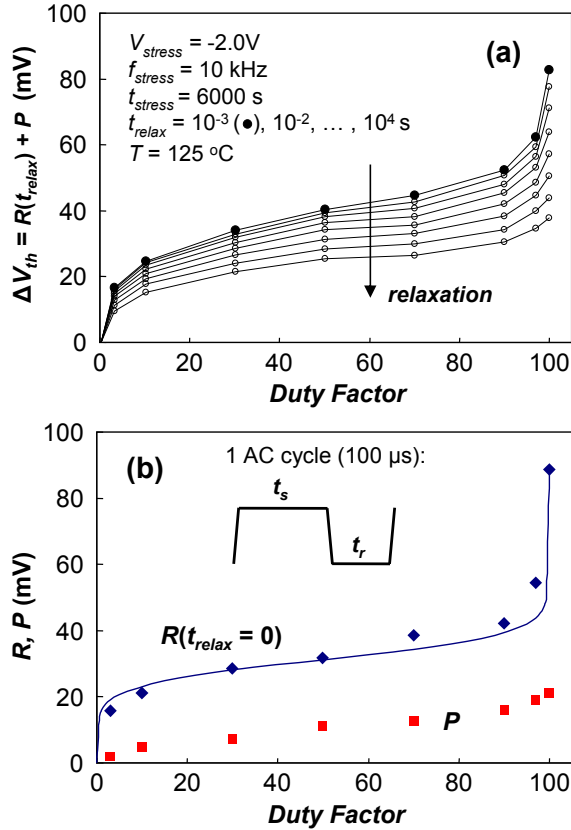 (a)
V_stress = -2.0V
f_stress = 10 kHz
t_stress = 6000 s
t_relax = 10^-3 (●), 10^-2, … , 10^4 s
T = 125 °C
relaxation
ΔV_th = R(t_relax) + P (mV)
100
80
60
40
20
0
0 20 40 60 80 100
Duty Factor
(b)
1 AC cycle (100 µs):
t_s
t_r
R(t_relax = 0)
P
R, P (mV)
100
80
60
40
20
0
0 20 40 60 80 100
Duty Factor